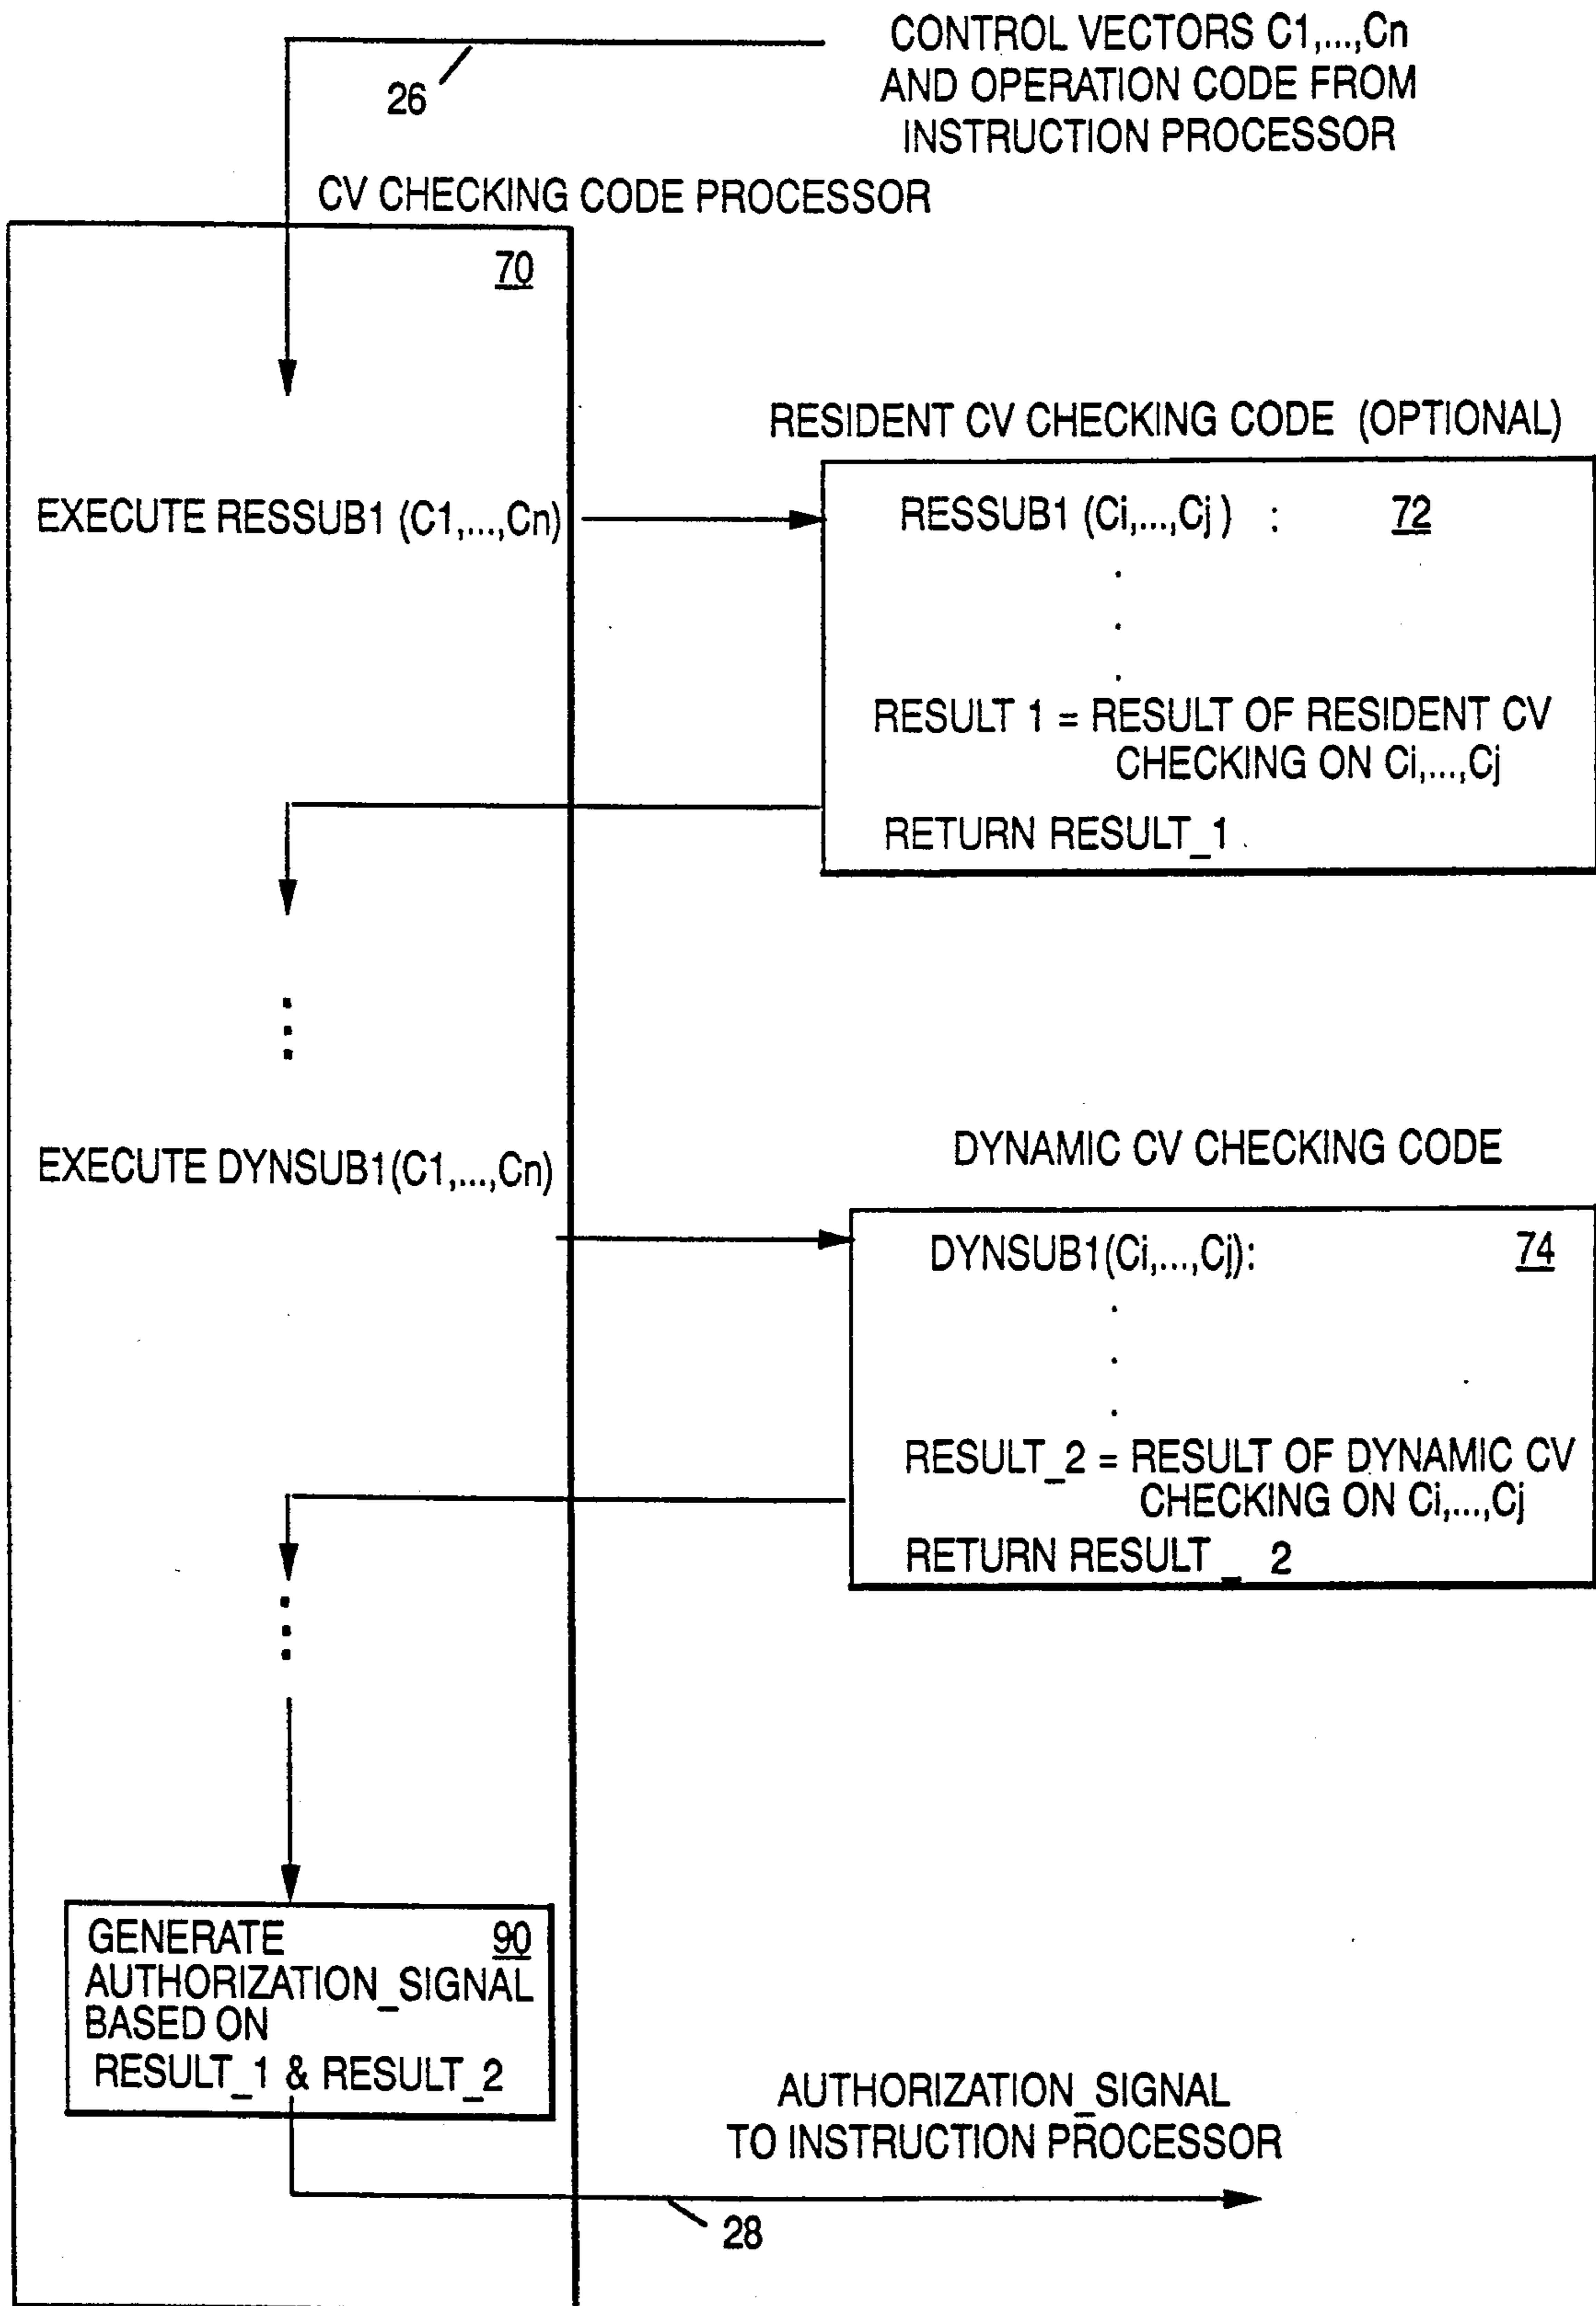 CONTROL VECTORS C1,...,Cn
AND OPERATION CODE FROM
INSTRUCTION PROCESSOR
26
CV CHECKING CODE PROCESSOR
70
RESIDENT CV CHECKING CODE (OPTIONAL)
EXECUTE RESSUB1 (C1,...,Cn)
RESSUB1 (Ci,...,Cj) : 72
.
.
.
RESULT 1 = RESULT OF RESIDENT CV
CHECKING ON Ci,...,Cj
RETURN RESULT_1
DYNAMIC CV CHECKING CODE
EXECUTE DYNSUB1(C1,...,Cn)
DYNSUB1(Ci,...,Cj): 74
.
.
.
RESULT_2 = RESULT OF DYNAMIC CV
CHECKING ON Ci,...,Cj
RETURN RESULT _ 2
GENERATE 90
AUTHORIZATION_SIGNAL
BASED ON
RESULT_1 & RESULT_2
AUTHORIZATION_SIGNAL
TO INSTRUCTION PROCESSOR
28